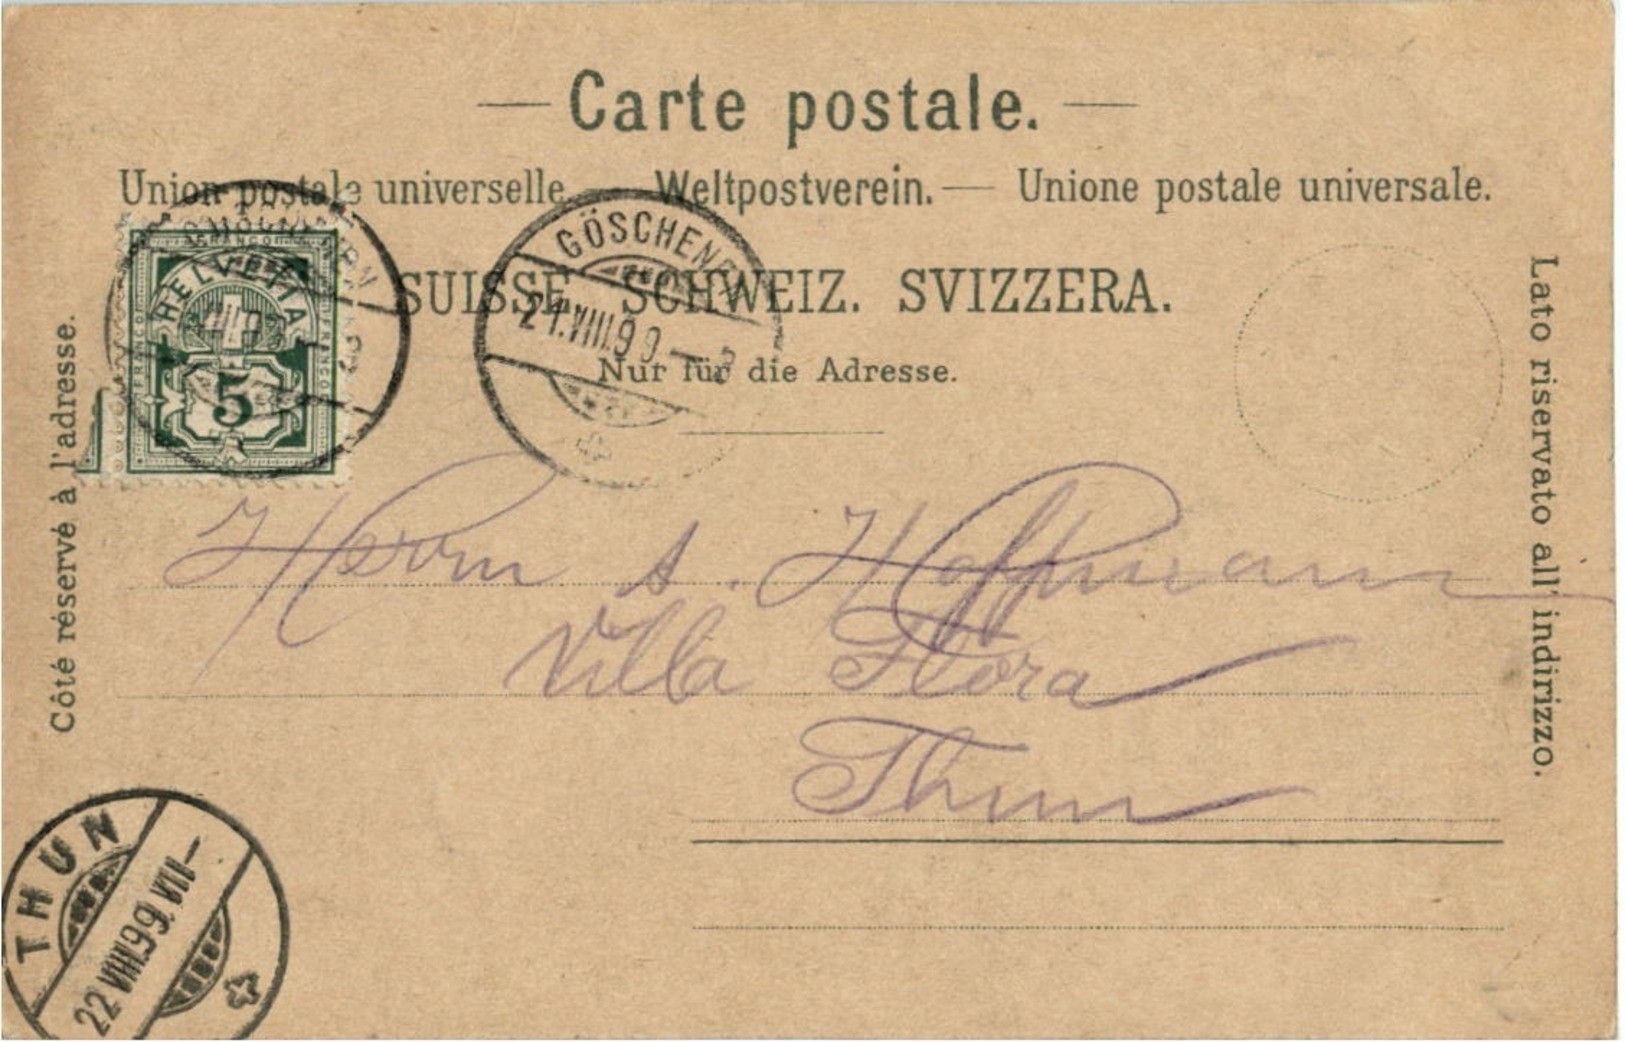 Carte postale.
Union postale universelle. — Weltpostverein. — Unione postale universale.
SUISSE. SCHWEIZ. SVIZZERA.
Nur für die Adresse.
Côté réservé à l'adresse.
Lato riservato all' indirizzo.
FRANCO
HELVETIA
5
GÖSCHENEN
21.VIII.99
Herrn A. Hoffmann
Villa Flora
Thun
THUN
22.VIII.99.VII—